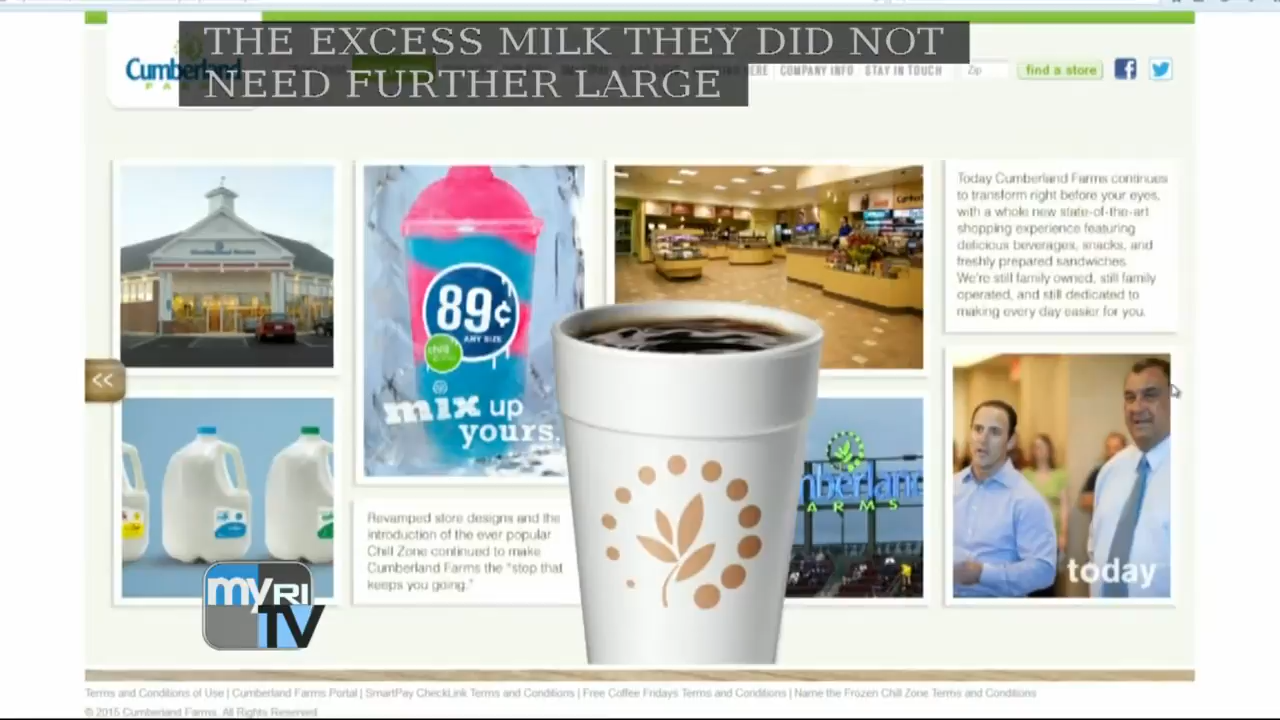 THE EXCESS MILK THEY DID NOT
NEED FURTHER LARGE
Cumberland
COMPANY INFO
STAY IN TOUCH
Zip
find a store
Today Cumberland Farms continues
to transform right before your eyes,
with a whole new state-of-the-art
shopping experience featuring
delicious beverages, snacks, and
freshly prepared sandwiches.
We're still family owned, still family
operated, and still dedicated to
making every day easier for you.
89¢
ANY SIZE
chill
mix up
yours.
Revamped store designs and the
introduction of the ever popular
Chill Zone continued to make
Cumberland Farms the "stop that
keeps you going."
ARMS
today
myRI
TV
Terms and Conditions of Use | Cumberland Farms Portal | SmartPay CheckLink Terms and Conditions | Free Coffee Fridays Terms and Conditions | Name the Frozen Chill Zone Terms and Conditions
© 2015 Cumberland Farms. All Rights Reserved